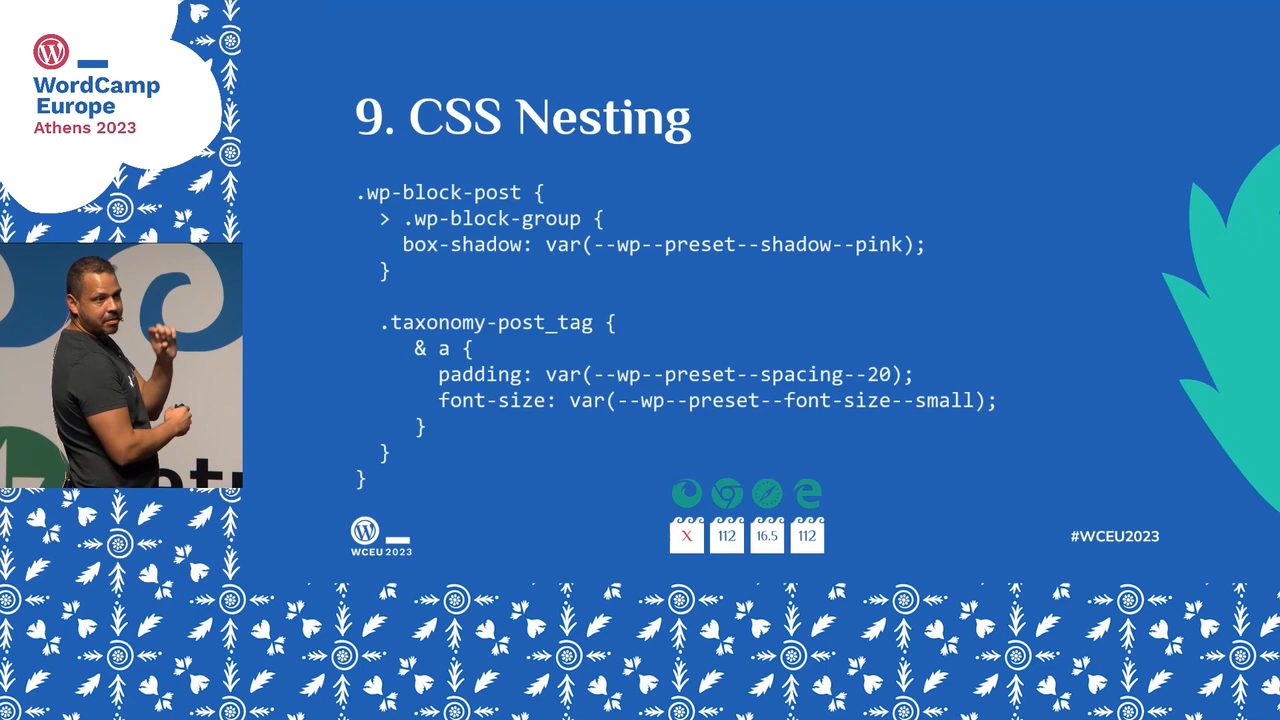 WordCamp
Europe
Athens 2023
9. CSS Nesting
.wp-block-post {
  > .wp-block-group {
    box-shadow: var(--wp--preset--shadow--pink);
  }

  .taxonomy-post_tag {
     & a {
       padding: var(--wp--preset--spacing--20);
       font-size: var(--wp--preset--font-size--small);
     }
  }
}
X 112 16.5 112
WCEU 2023
#WCEU2023